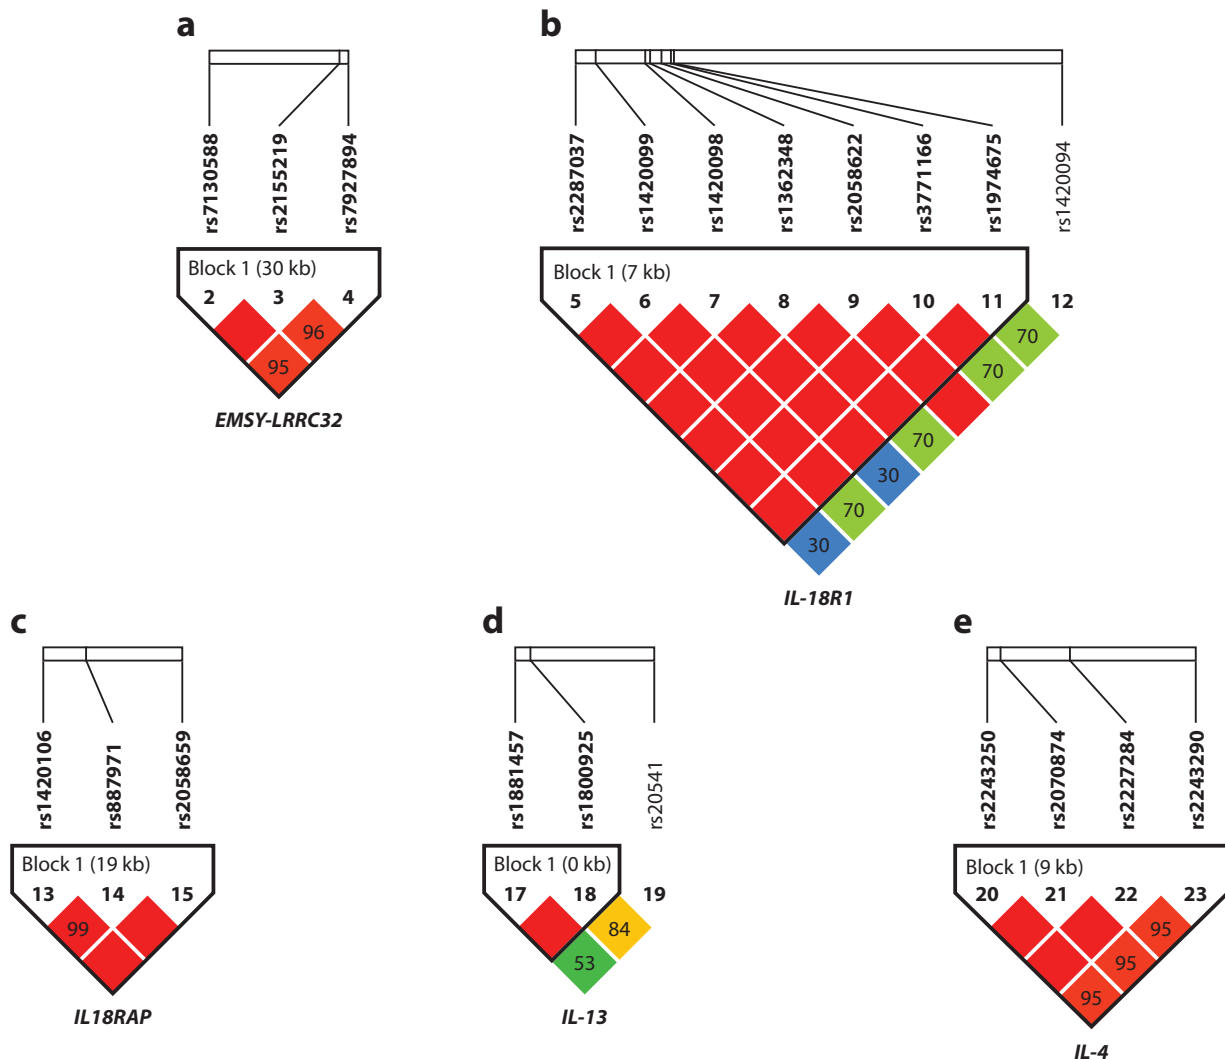 a
rs7130588
rs2155219
rs7927894
Block 1 (30 kb)
2 3 4
96
95
EMSY-LRRC32
b
rs2287037
rs1420099
rs1420098
rs1362348
rs2058622
rs3771166
rs1974675
rs1420094
Block 1 (7 kb)
5 6 7 8 9 10 11 12
70
70
70
30
70
30
IL-18R1
c
rs1420106
rs887971
rs2058659
Block 1 (19 kb)
13 14 15
99
IL18RAP
d
rs1881457
rs1800925
rs20541
Block 1 (0 kb)
17 18 19
84
53
IL-13
e
rs2243250
rs2070874
rs2227284
rs2243290
Block 1 (9 kb)
20 21 22 23
95
95
95
IL-4